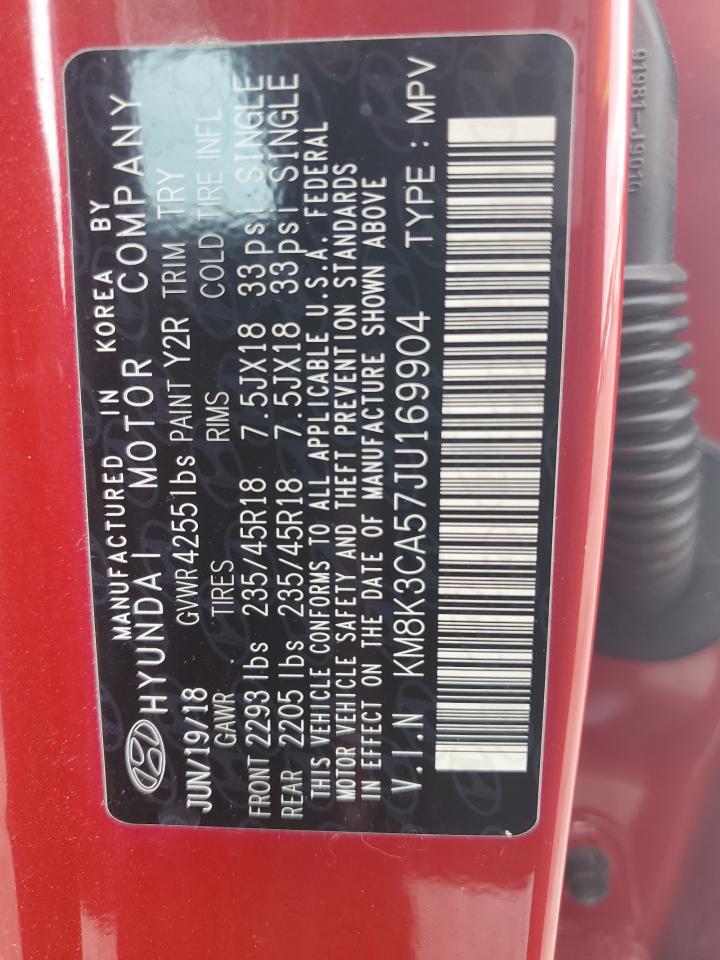 MANUFACTURED IN KOREA BY
HYUNDAI MOTOR COMPANY
JUN/19/18 GVWR 4255lbs PAINT Y2R TRIM TRY
GAWR TIRES RIMS COLD TIRE INFL
FRONT 2293 lbs 235/45R18 7.5JX18 33psi SINGLE
REAR 2205 lbs 235/45R18 7.5JX18 33psi SINGLE
THIS VEHICLE CONFORMS TO ALL APPLICABLE U.S.A. FEDERAL
MOTOR VEHICLE SAFETY AND THEFT PREVENTION STANDARDS
IN EFFECT ON THE DATE OF MANUFACTURE SHOWN ABOVE
V.I.N KM8K3CA57JU169904 TYPE : MPV
91981-J9010